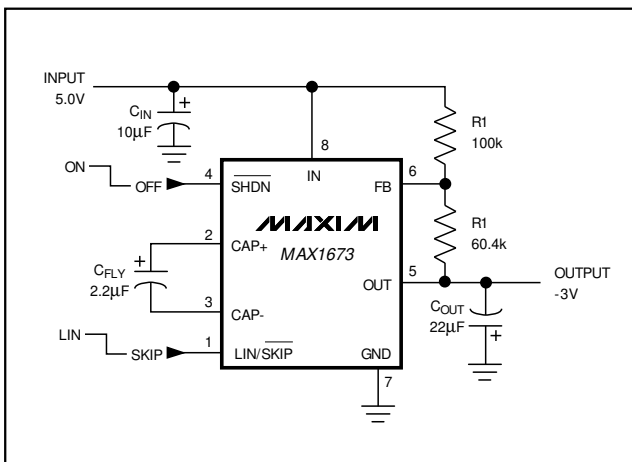 INPUT
5.0V
CIN
+
10µF
R1
100k
8
IN
ON
OFF
4
SHDN
FB
6
MAXIM
MAX1673
R1
60.4k
2
CAP+
+
CFLY
2.2µF
3
CAP-
OUT
5
OUTPUT
-3V
COUT
22µF
+
LIN
SKIP
1
LIN/SKIP
GND
7